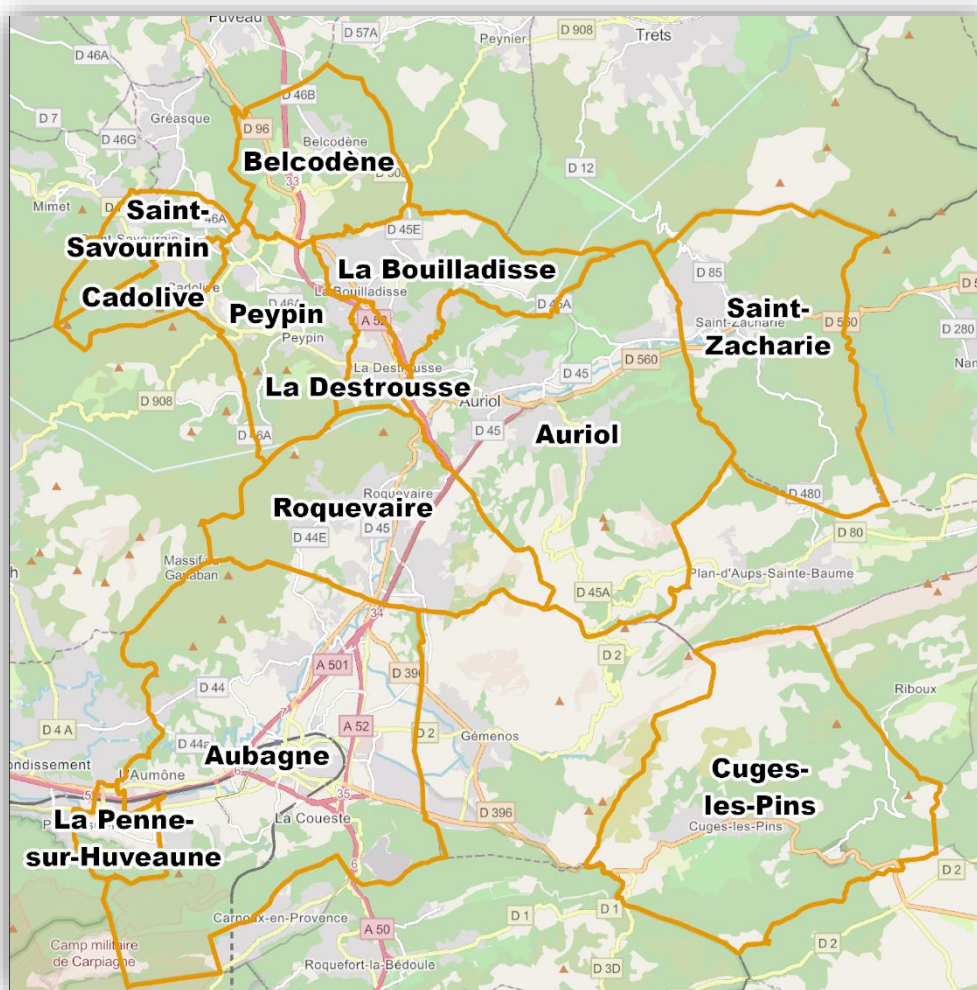 Fuveau
D 57A
Peynier
D 908
Trets
D 46A
D 46B
D 7
Gréasque
D 96
D 46G
Belcodène
Belcodène
33
D 12
Mimet
Saint-
Savournin
D 45E
La Bouilladisse
D 85
Cadolive
Cadolive
Peypin
La Bouilladisse
D 45A
Saint-Zacharie
Saint-
Zacharie
D 560
D 280
A 52
Peypin
D 560
La Destrousse
La Destrousse
D 45
D 908
Auriol
D 46A
D 45
Auriol
Roquevaire
Roquevaire
D 480
D 45
D 44E
D 80
Massif du
Garlaban
Plan-d'Aups-Sainte-Baume
D 45A
34
D 2
A 501
D 396
D 44
Riboux
D 4 A
D 44a
A 52
D 2
Gémenos
Aubagne
L'Aumône
6
5
35
Cuges-
les-Pins
La Coueste
D 396
La Penne-
sur-Huveaune
Cuges-les-Pins
6
D 2
Carnoux-en-Provence
D 1
D 1
Camp militaire
de Carpiagne
A 50
D 2
Roquefort-la-Bédoule
D 3D